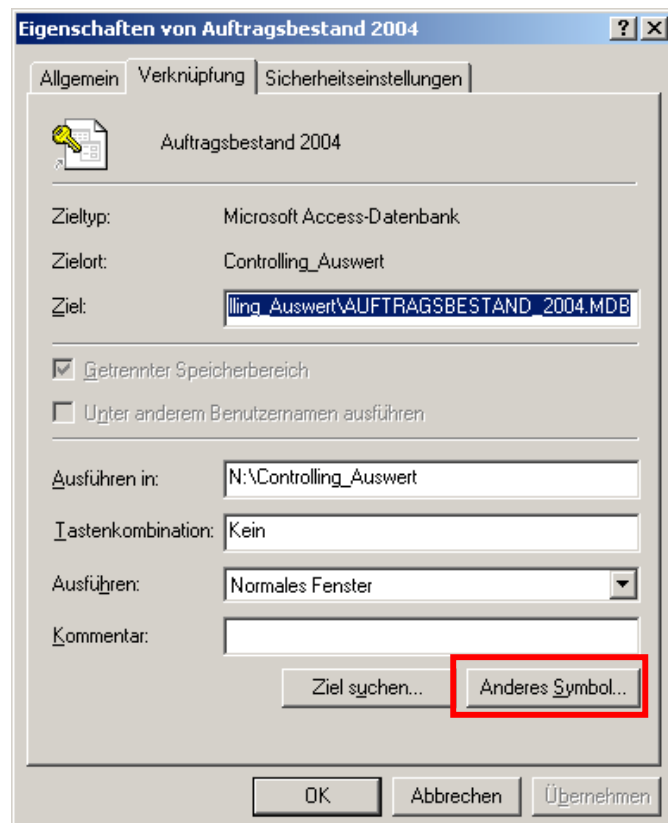 Eigenschaften von Auftragsbestand 2004
Allgemein Verknüpfung Sicherheitseinstellungen
Auftragsbestand 2004
Zieltyp: Microsoft Access-Datenbank
Zielort: Controlling_Auswert
Ziel: lling_Auswert\AUFTRAGSBESTAND_2004.MDB
Getrennter Speicherbereich
Unter anderem Benutzernamen ausführen
Ausführen in: N:\Controlling_Auswert
Tastenkombination: Kein
Ausführen: Normales Fenster
Kommentar:
Ziel suchen... Anderes Symbol...
OK Abbrechen Übernehmen